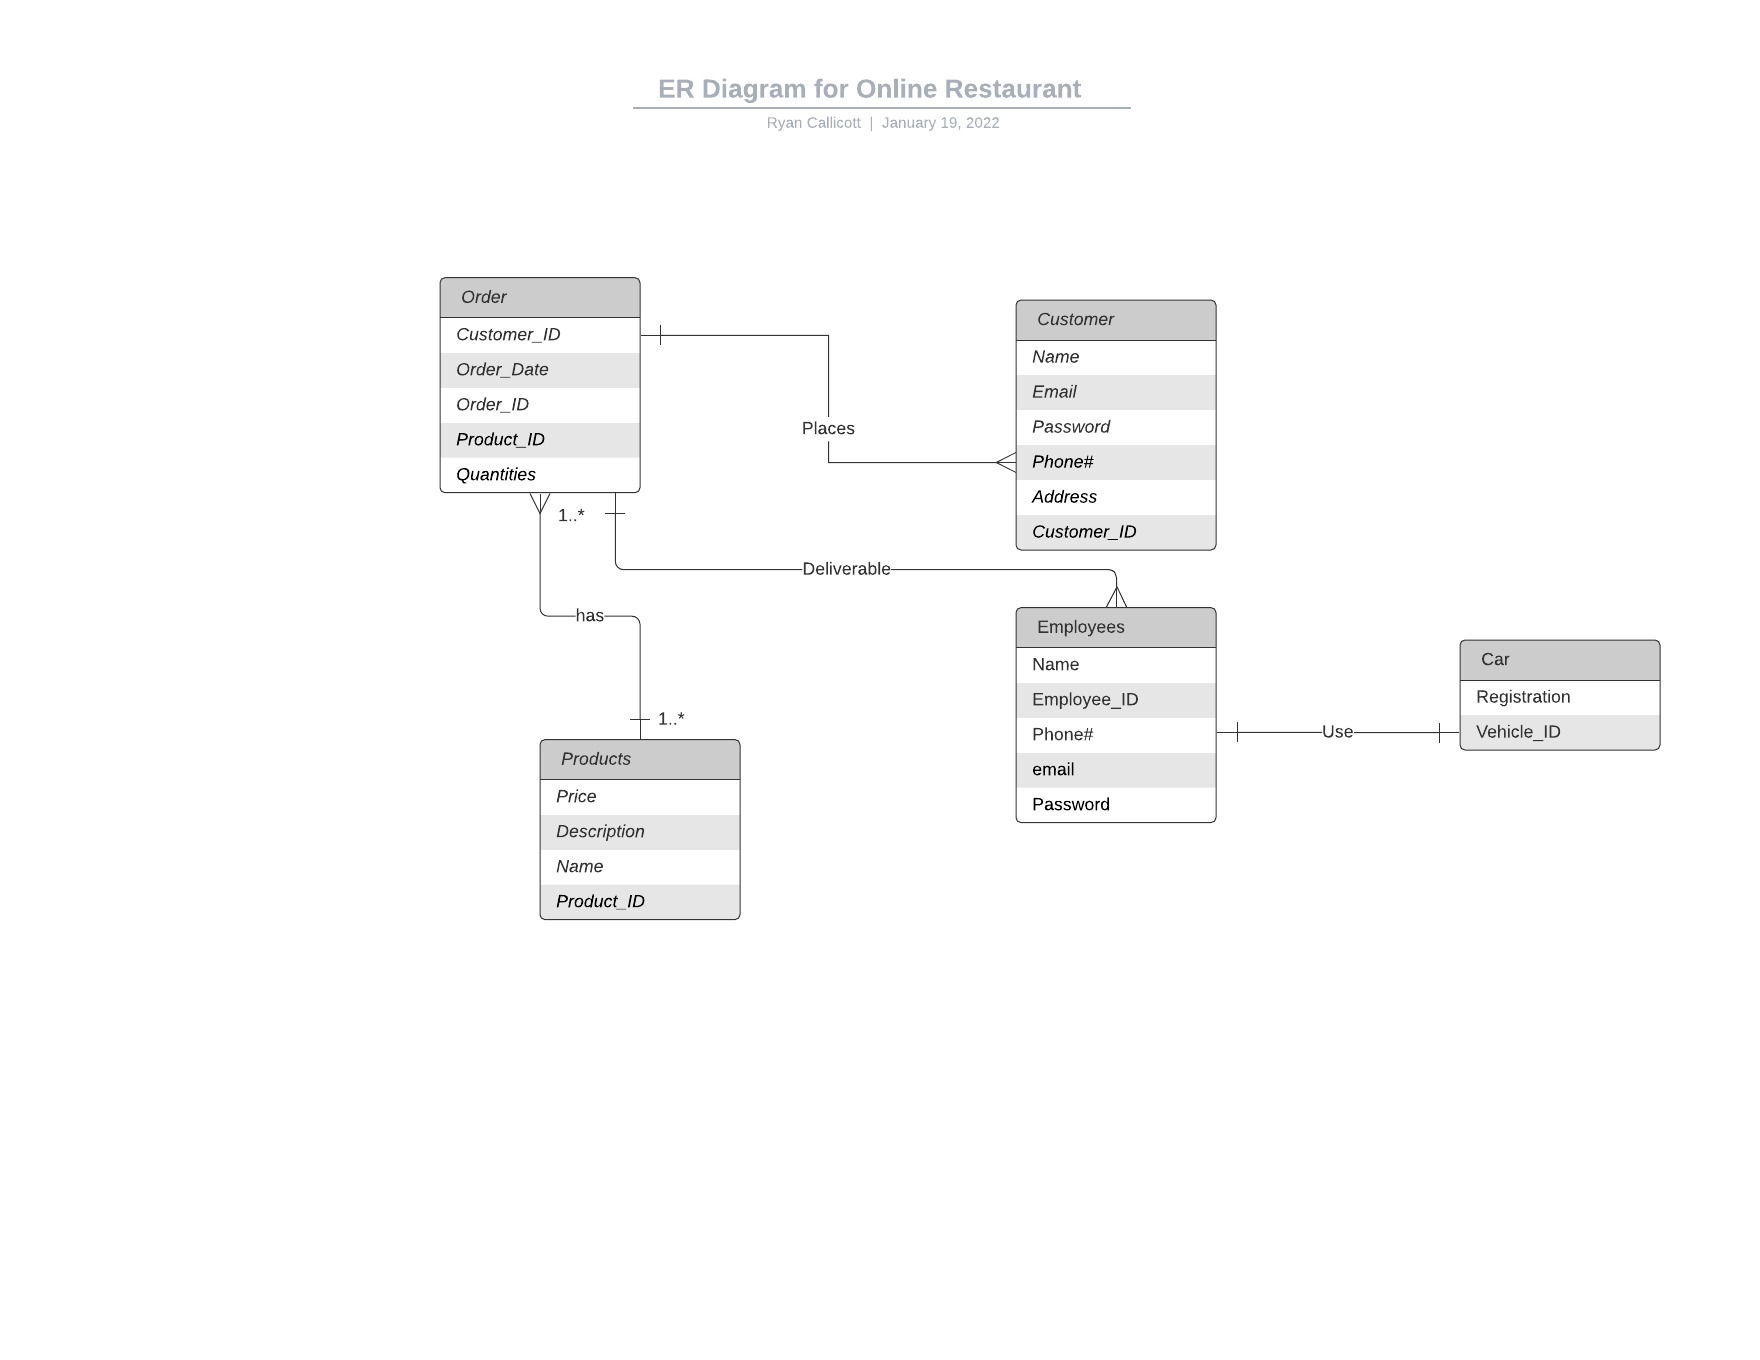 ER Diagram for Online Restaurant
Ryan Callicott | January 19, 2022
Order
Customer_ID
Order_Date
Order_ID
Product_ID
Quantities
Customer
Name
Email
Password
Phone#
Address
Customer_ID
Places
1..*
Deliverable
has
1..*
Employees
Name
Employee_ID
Phone#
email
Password
Use
Car
Registration
Vehicle_ID
Products
Price
Description
Name
Product_ID